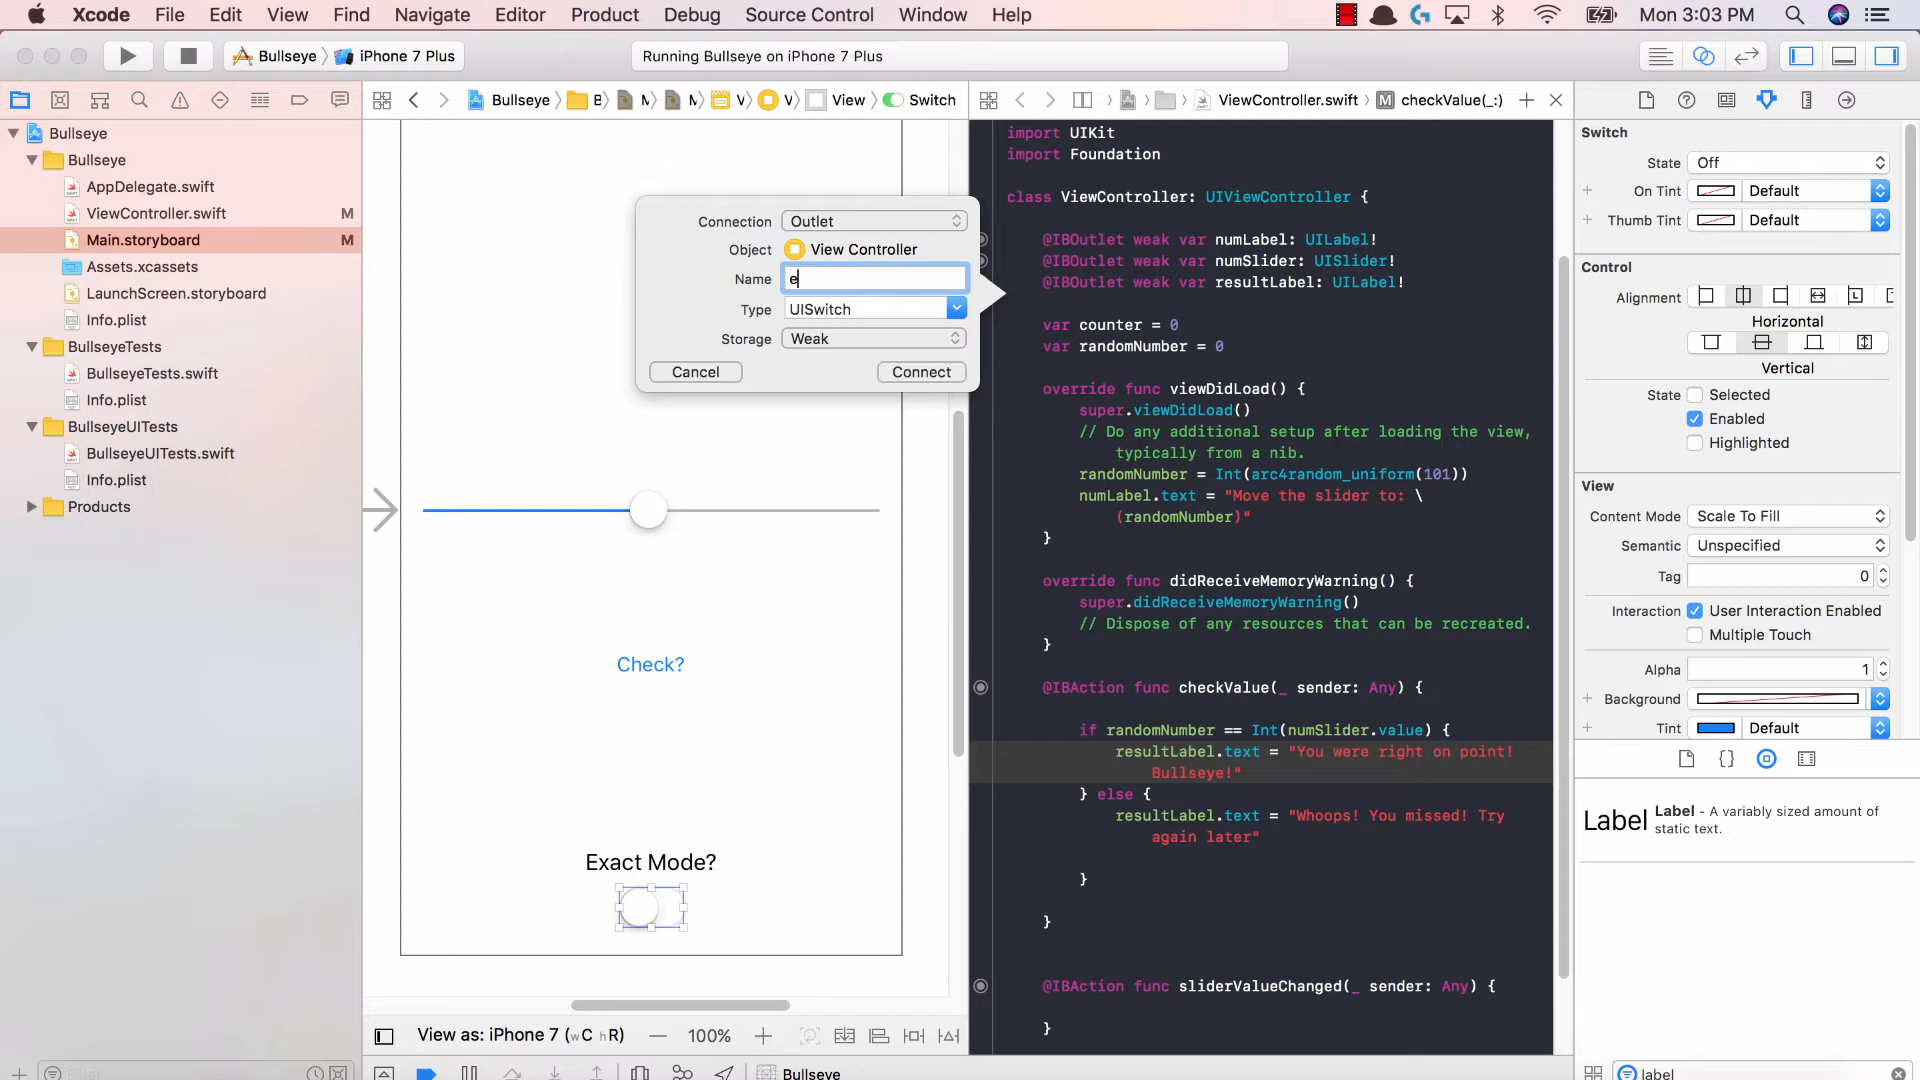 Xcode File Edit View Find Navigate Editor Product Debug Source Control Window Help Mon 3:03 PM
Bullseye iPhone 7 Plus Running Bullseye on iPhone 7 Plus
Bullseye B M M V V View Switch ViewController.swift M checkValue(_:)
Bullseye
Bullseye
AppDelegate.swift
ViewController.swift M
Main.storyboard M
Assets.xcassets
LaunchScreen.storyboard
Info.plist
BullseyeTests
BullseyeTests.swift
Info.plist
BullseyeUITests
BullseyeUITests.swift
Info.plist
Products
Connection Outlet
Object View Controller
Name e
Type UISwitch
Storage Weak
Cancel Connect
Check?
Exact Mode?
View as: iPhone 7 (wC hR) 100%
Bullseye
import UIKit
import Foundation
class ViewController: UIViewController {
@IBOutlet weak var numLabel: UILabel!
@IBOutlet weak var numSlider: UISlider!
@IBOutlet weak var resultLabel: UILabel!
var counter = 0
var randomNumber = 0
override func viewDidLoad() {
super.viewDidLoad()
// Do any additional setup after loading the view,
typically from a nib.
randomNumber = Int(arc4random_uniform(101))
numLabel.text = "Move the slider to: \
(randomNumber)"
}
override func didReceiveMemoryWarning() {
super.didReceiveMemoryWarning()
// Dispose of any resources that can be recreated.
}
@IBAction func checkValue(_ sender: Any) {
if randomNumber == Int(numSlider.value) {
resultLabel.text = "You were right on point!
Bullseye!"
} else {
resultLabel.text = "Whoops! You missed! Try
again later"
}
}
@IBAction func sliderValueChanged(_ sender: Any) {
}
Switch
State Off
On Tint Default
Thumb Tint Default
Control
Alignment
Horizontal
Vertical
State Selected
Enabled
Highlighted
View
Content Mode Scale To Fill
Semantic Unspecified
Tag 0
Interaction User Interaction Enabled
Multiple Touch
Alpha 1
Background
Tint Default
Label Label - A variably sized amount of
static text.
label